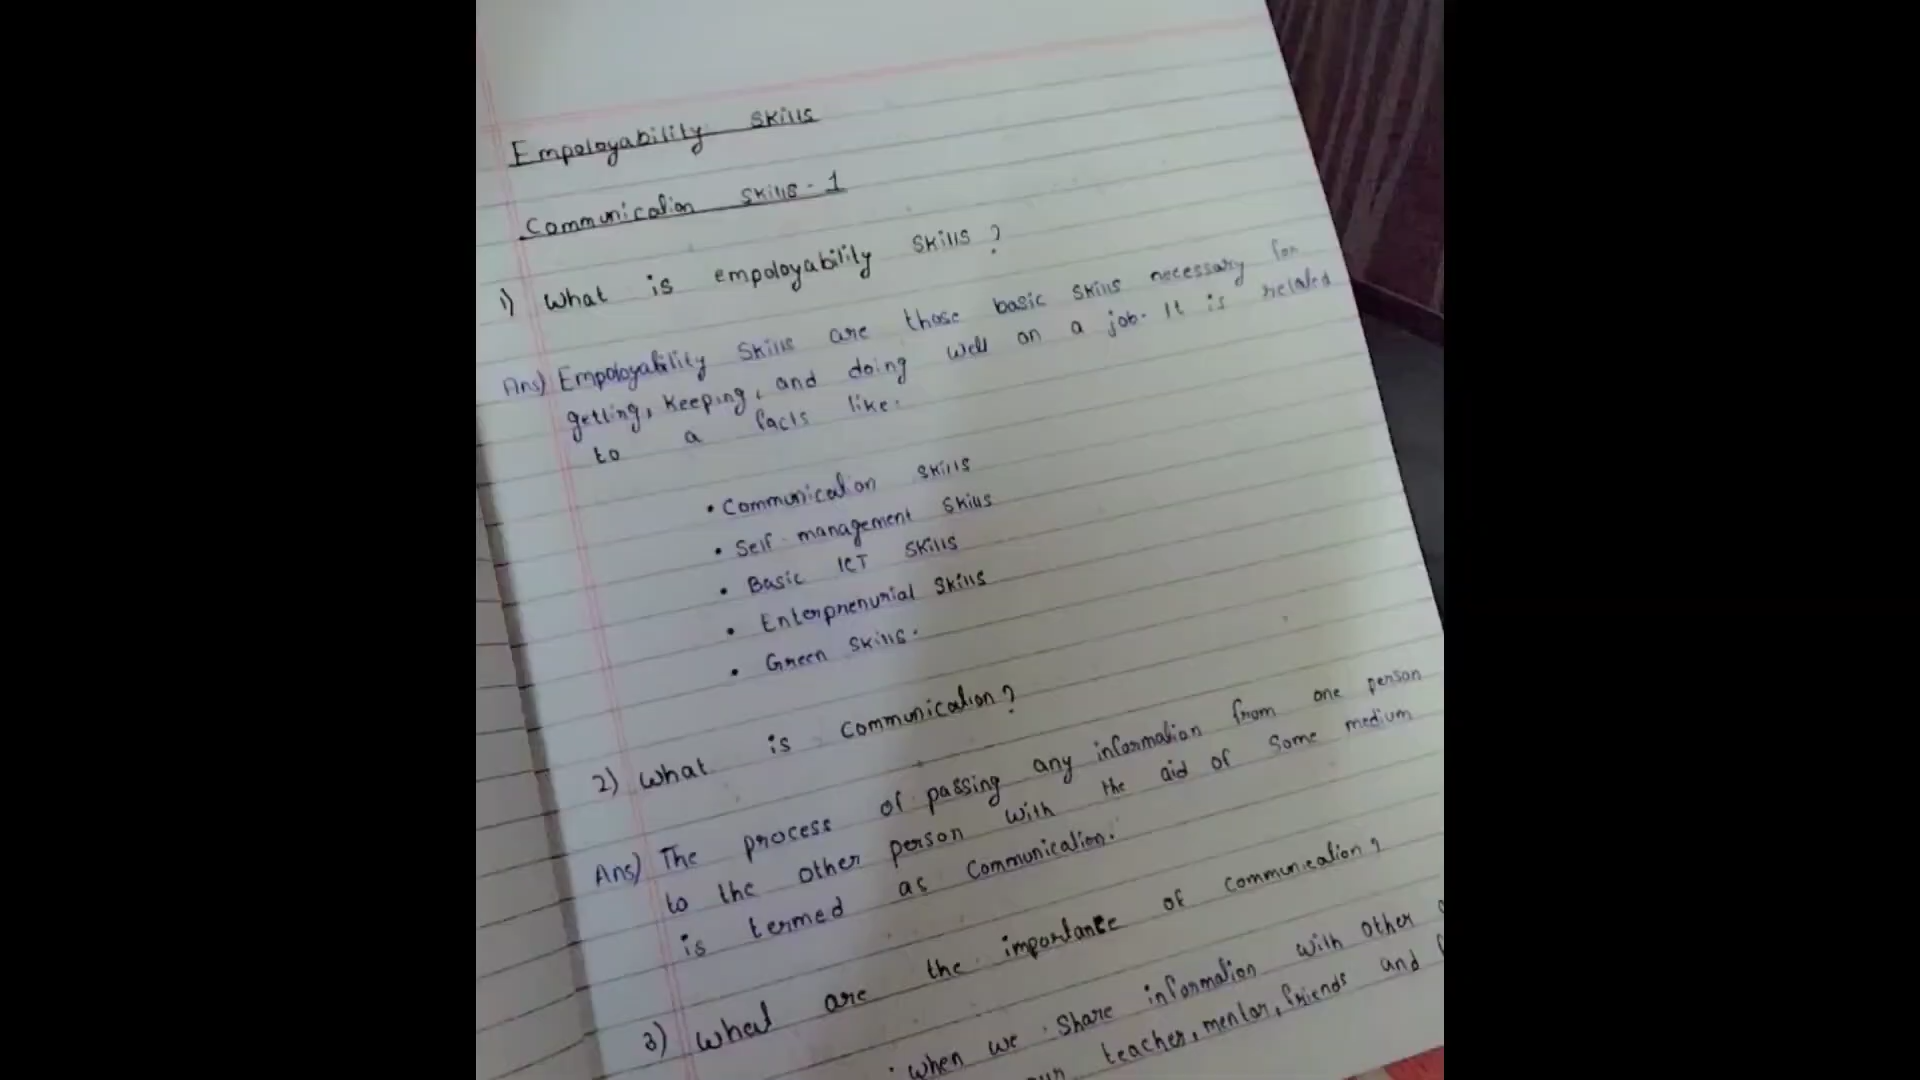 Empoloyability Skills
Communication Skills - 1
1) What is empoloyability skills ?
Ans) Empoloyability Skills are those basic skills necessary for
getting, keeping, and doing well on a job. It is related
to a facts like:
• Communication skills
• Self-management Skills
• Basic ICT skills
• Enterprenurial Skills
• Green skills.
2) What is communication?
Ans) The process of passing any information from one person
to the other person with the aid of some medium
is termed as Communication.
3) What are the importance of communication?
• When we share information with other
teacher, mentor, friends and